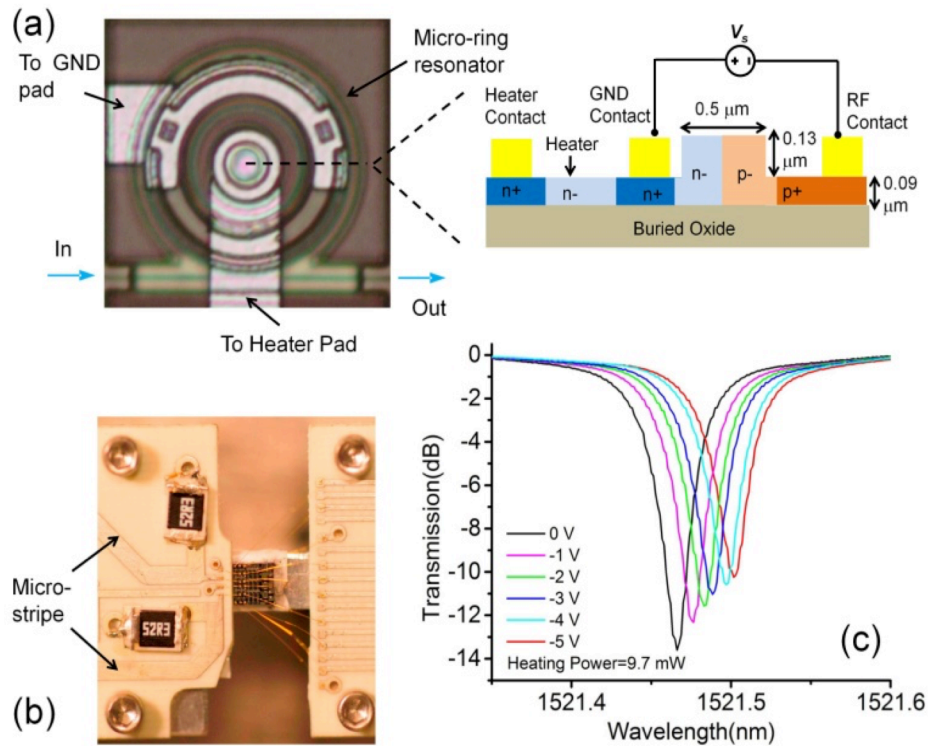 (a)
To GND
pad
Micro-ring
resonator
In
Out
To Heater Pad
Vs
+ -
Heater
Contact
GND
Contact
0.5 μm
RF
Contact
Heater
0.13
μm
n+
n-
n+
n-
p-
p+
0.09
μm
Buried Oxide
Micro-
stripe
52R3
52R3
(b)
Transmission(dB)
0
-2
-4
-6
-8
-10
-12
-14
0 V
-1 V
-2 V
-3 V
-4 V
-5 V
Heating Power=9.7 mW
(c)
1521.4
1521.5
1521.6
Wavelength(nm)